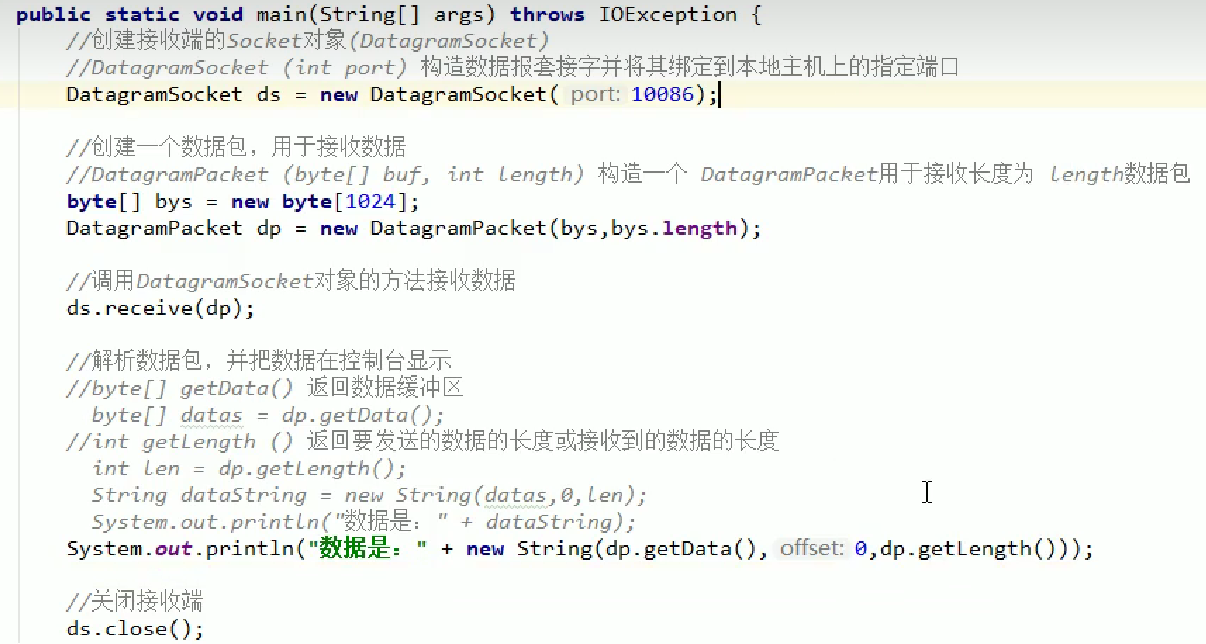 public static void main(String[] args) throws IOException {
//创建接收端的Socket对象(DatagramSocket)
//DatagramSocket (int port) 构造数据报套接字并将其绑定到本地主机上的指定端口
DatagramSocket ds = new DatagramSocket( port: 10086);
//创建一个数据包，用于接收数据
//DatagramPacket (byte[] buf, int length) 构造一个 DatagramPacket用于接收长度为 length数据包
byte[] bys = new byte[1024];
DatagramPacket dp = new DatagramPacket(bys,bys.length);
//调用DatagramSocket对象的方法接收数据
ds.receive(dp);
//解析数据包，并把数据在控制台显示
//byte[] getData() 返回数据缓冲区
byte[] datas = dp.getData();
//int getLength () 返回要发送的数据的长度或接收到的数据的长度
int len = dp.getLength();
String dataString = new String(datas,0,len);
System.out.println("数据是：" + dataString);
System.out.println("数据是：" + new String(dp.getData(), offset: 0,dp.getLength()));
//关闭接收端
ds.close();